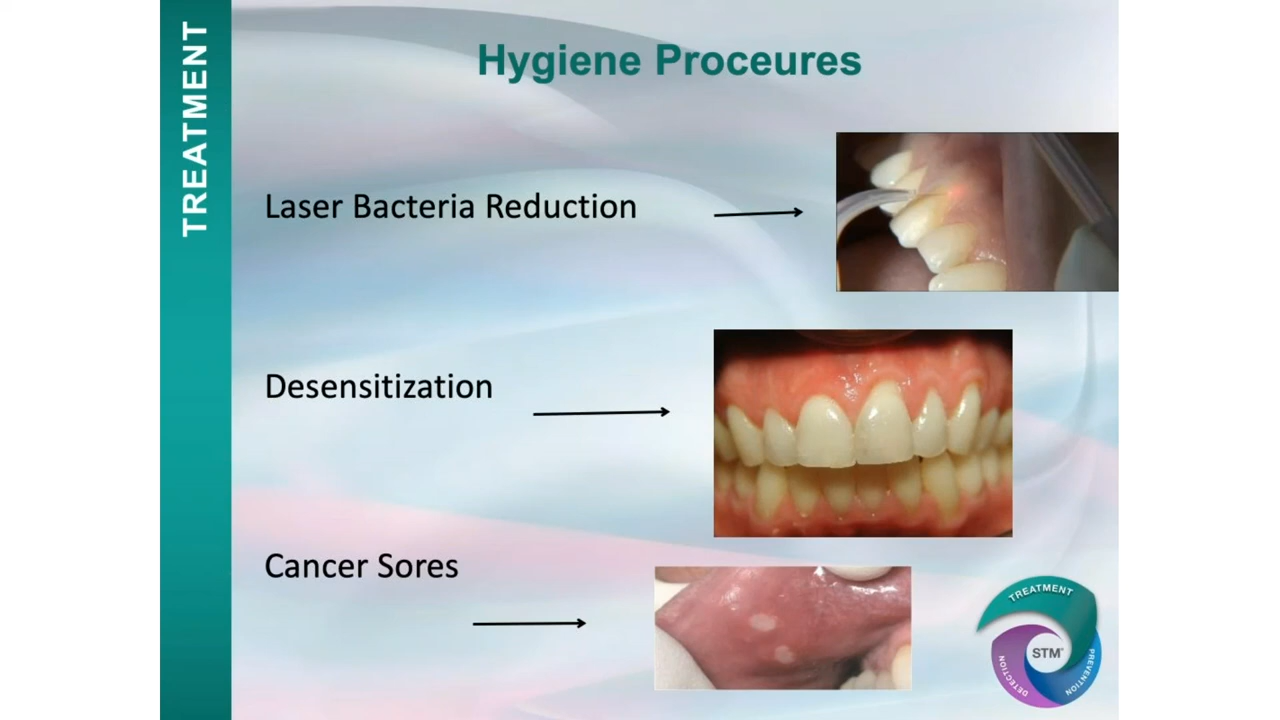 TREATMENT
Hygiene Proceures
Laser Bacteria Reduction
Desensitization
Cancer Sores
TREATMENT
STM®
DETECTION
PREVENTION